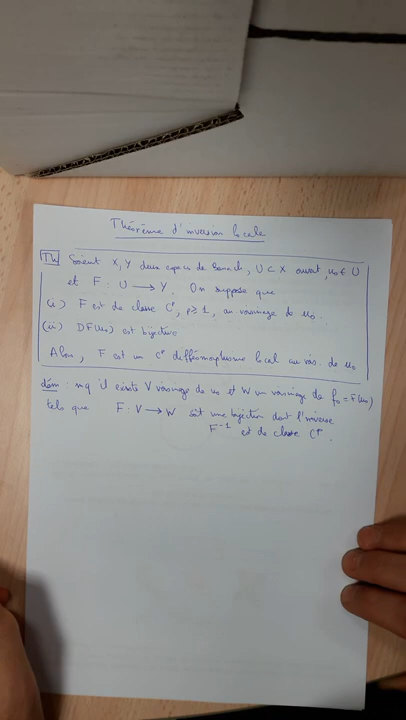 Théorème d'inversion locale
Th Soient X, Y deux espaces de Banach, U ⊂ X ouvert, u₀ ∈ U
et F : U → Y. On suppose que
(i) F est de classe Cᵖ, p ≥ 1, au voisinage de u₀.
(ii) DF(u₀) est bijective
Alors, F est un Cᵖ difféomorphisme local au vois. de u₀
dém : mq il existe V voisinage de u₀ et W un voisinage de f₀ = F(u₀)
tels que F : V → W soit une bijection dont l'inverse
F⁻¹ est de classe Cᵖ.